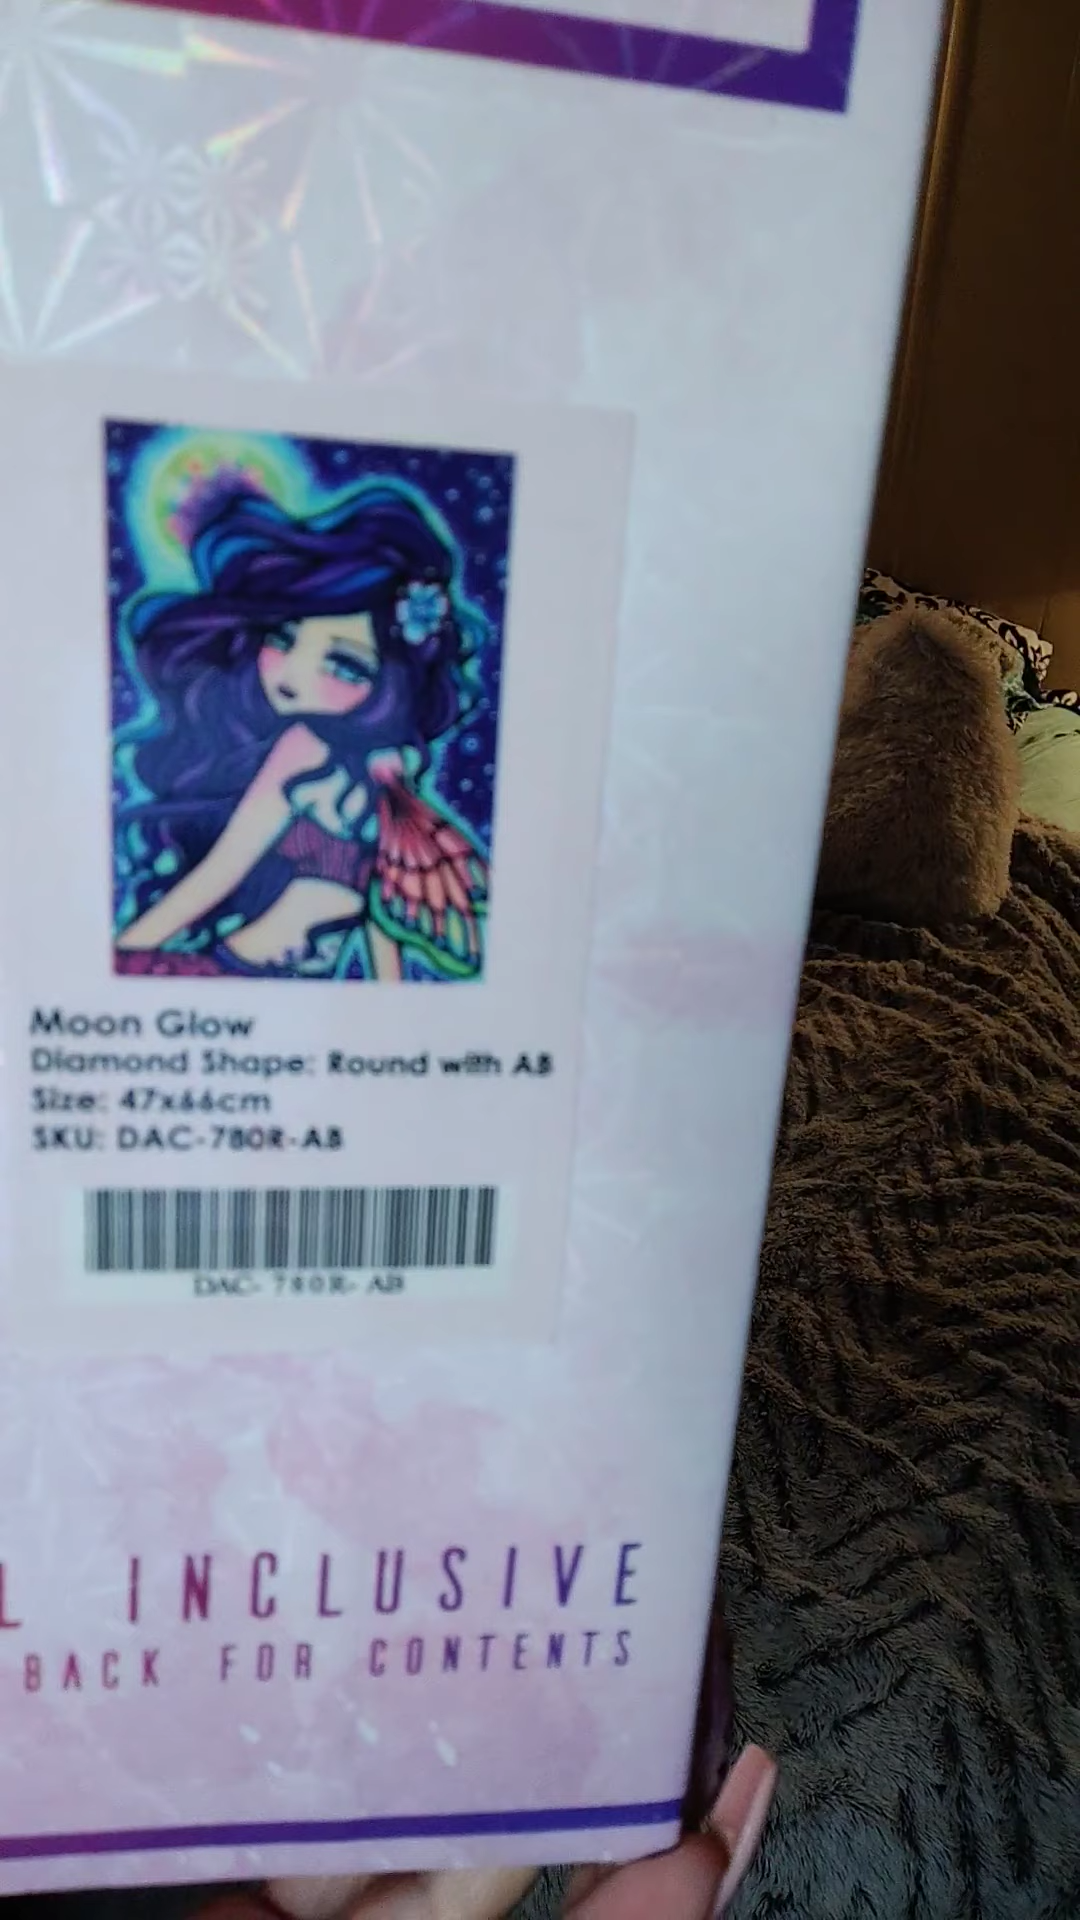 Moon Glow
Diamond Shape: Round with AB
Size: 47x66cm
SKU: DAC-780R-AB
DAC- 780R- AB
L INCLUSIVE
BACK FOR CONTENTS